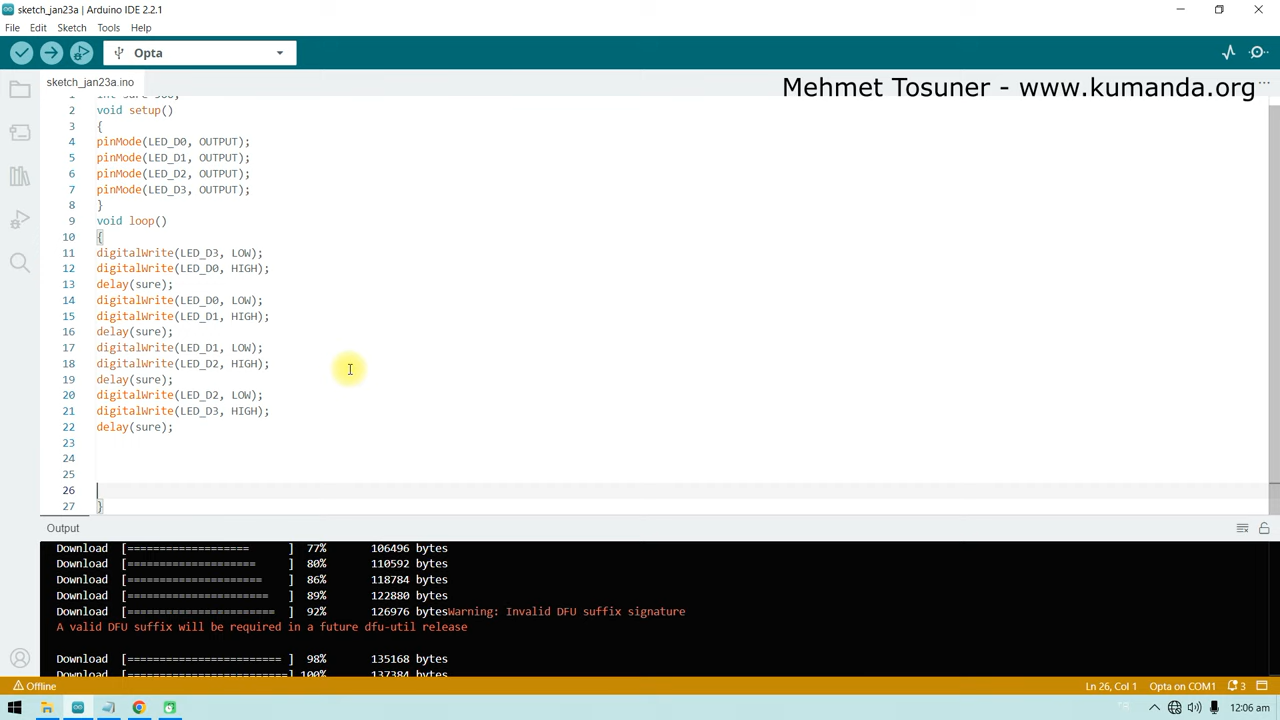 sketch_jan23a | Arduino IDE 2.2.1
File Edit Sketch Tools Help
Opta
sketch_jan23a.ino
Mehmet Tosuner - www.kumanda.org
2 void setup()
3 {
4 pinMode(LED_D0, OUTPUT);
5 pinMode(LED_D1, OUTPUT);
6 pinMode(LED_D2, OUTPUT);
7 pinMode(LED_D3, OUTPUT);
8 }
9 void loop()
10 {
11 digitalWrite(LED_D3, LOW);
12 digitalWrite(LED_D0, HIGH);
13 delay(sure);
14 digitalWrite(LED_D0, LOW);
15 digitalWrite(LED_D1, HIGH);
16 delay(sure);
17 digitalWrite(LED_D1, LOW);
18 digitalWrite(LED_D2, HIGH);
19 delay(sure);
20 digitalWrite(LED_D2, LOW);
21 digitalWrite(LED_D3, HIGH);
22 delay(sure);
23
24
25
26
27 }
Output
Download [=================== ] 77% 106496 bytes
Download [==================== ] 80% 110592 bytes
Download [===================== ] 86% 118784 bytes
Download [====================== ] 89% 122880 bytes
Download [======================= ] 92% 126976 bytesWarning: Invalid DFU suffix signature
A valid DFU suffix will be required in a future dfu-util release
Download [======================== ] 98% 135168 bytes
Download [=========================] 100% 137384 bytes
Offline
Ln 26, Col 1 Opta on COM1 3
12:06 am